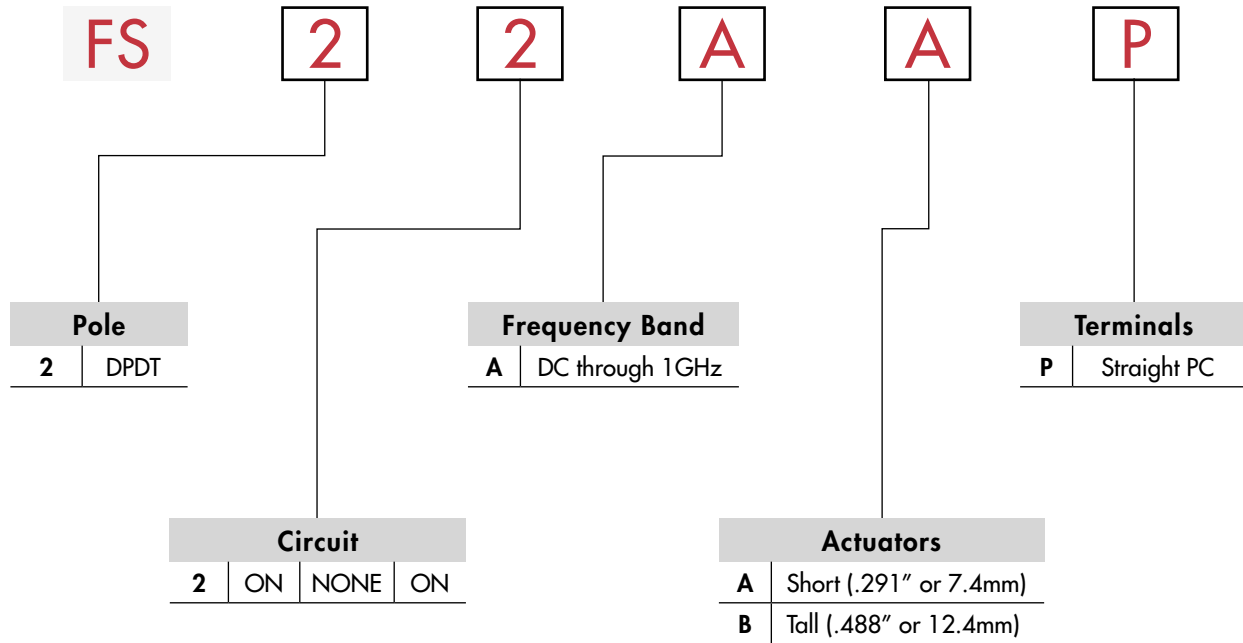 FS 2 2 A A P
Pole
2 DPDT
Frequency Band
A DC through 1GHz
Terminals
P Straight PC
Circuit
2 ON NONE ON
Actuators
A Short (.291” or 7.4mm)
B Tall (.488” or 12.4mm)